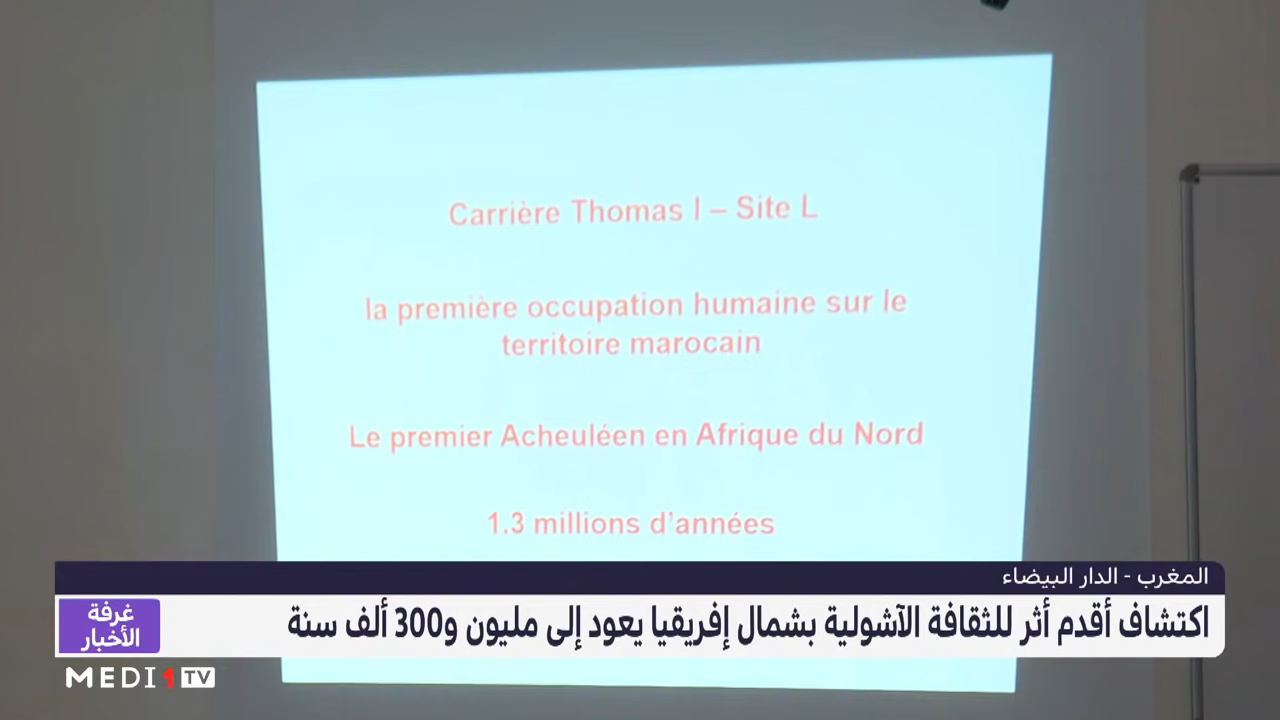 Carrière Thomas I – Site L
la première occupation humaine sur le
territoire marocain
Le premier Acheuléen en Afrique du Nord
1.3 millions d'années
المغرب - الدار البيضاء
اكتشاف أقدم أثر للثقافة الآشولية بشمال إفريقيا يعود إلى مليون و300 ألف سنة
غرفة
الأخبار
MEDI1TV